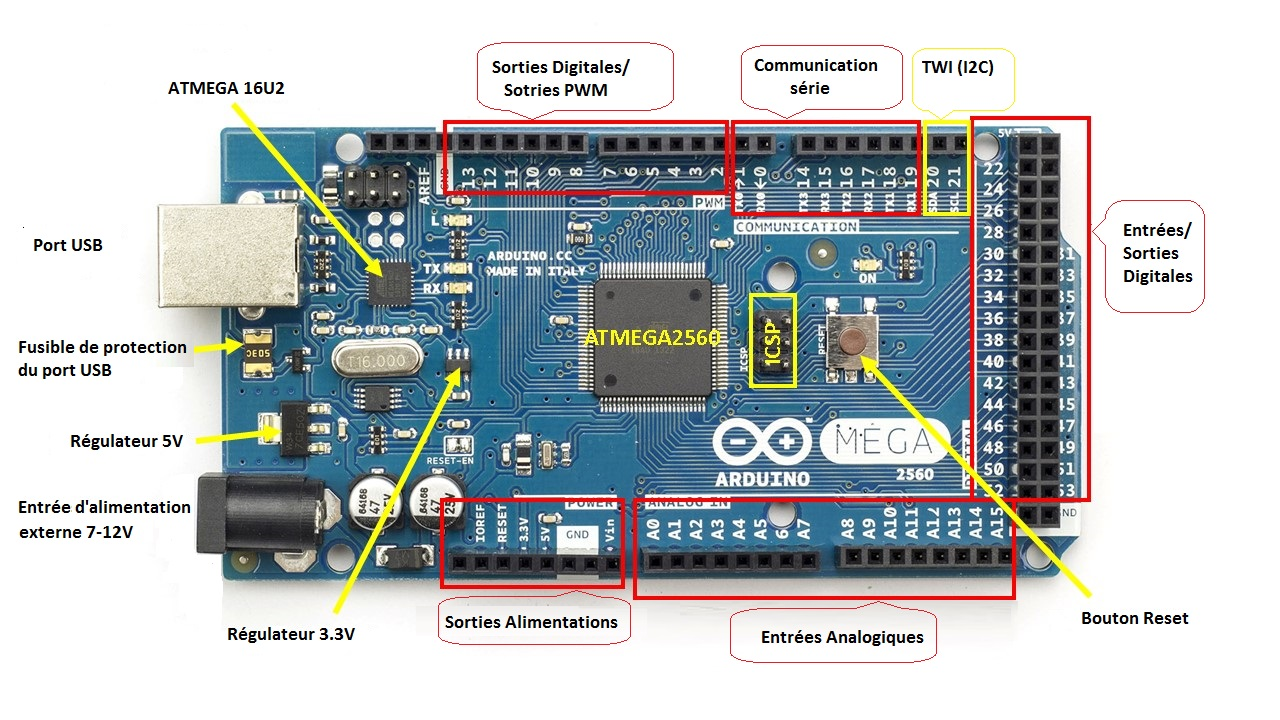 Sorties Digitales/
Sotries PWM
Communication
série
TWI (I2C)
ATMEGA 16U2
Port USB
Fusible de protection
du port USB
Régulateur 5V
Entrée d'alimentation
externe 7-12V
Régulateur 3.3V
Sorties Alimentations
Entrées Analogiques
Bouton Reset
Entrées/
Sorties
Digitales
AREF
GND
13
12
11
10
9
8
7
6
5
4
3
2
PWM
TX0→1
RX0←0
TX3 14
RX3 15
TX2 16
RX2 17
TX1 18
RX1 19
SDA 20
SCL 21
COMMUNICATION
5V
22
24
26
28
30 31
32 33
34 35
36 37
38 39
40 41
42 43
44 45
46 47
48 49
50 51
52 53
GND
L
TX
RX
ARDUINO.CC
MADE IN ITALY
ON
ATMEGA2560
ICSP
ICSP
RESET
T16.000
RESET-EN
ARDUINO
MEGA
2560
POWER
IOREF
RESET
3.3V
5V
GND
Vin
ANALOG IN
A0
A1
A2
A3
A4
A5
A7
A8
A9
A10
A11
A12
A13
A14
A15